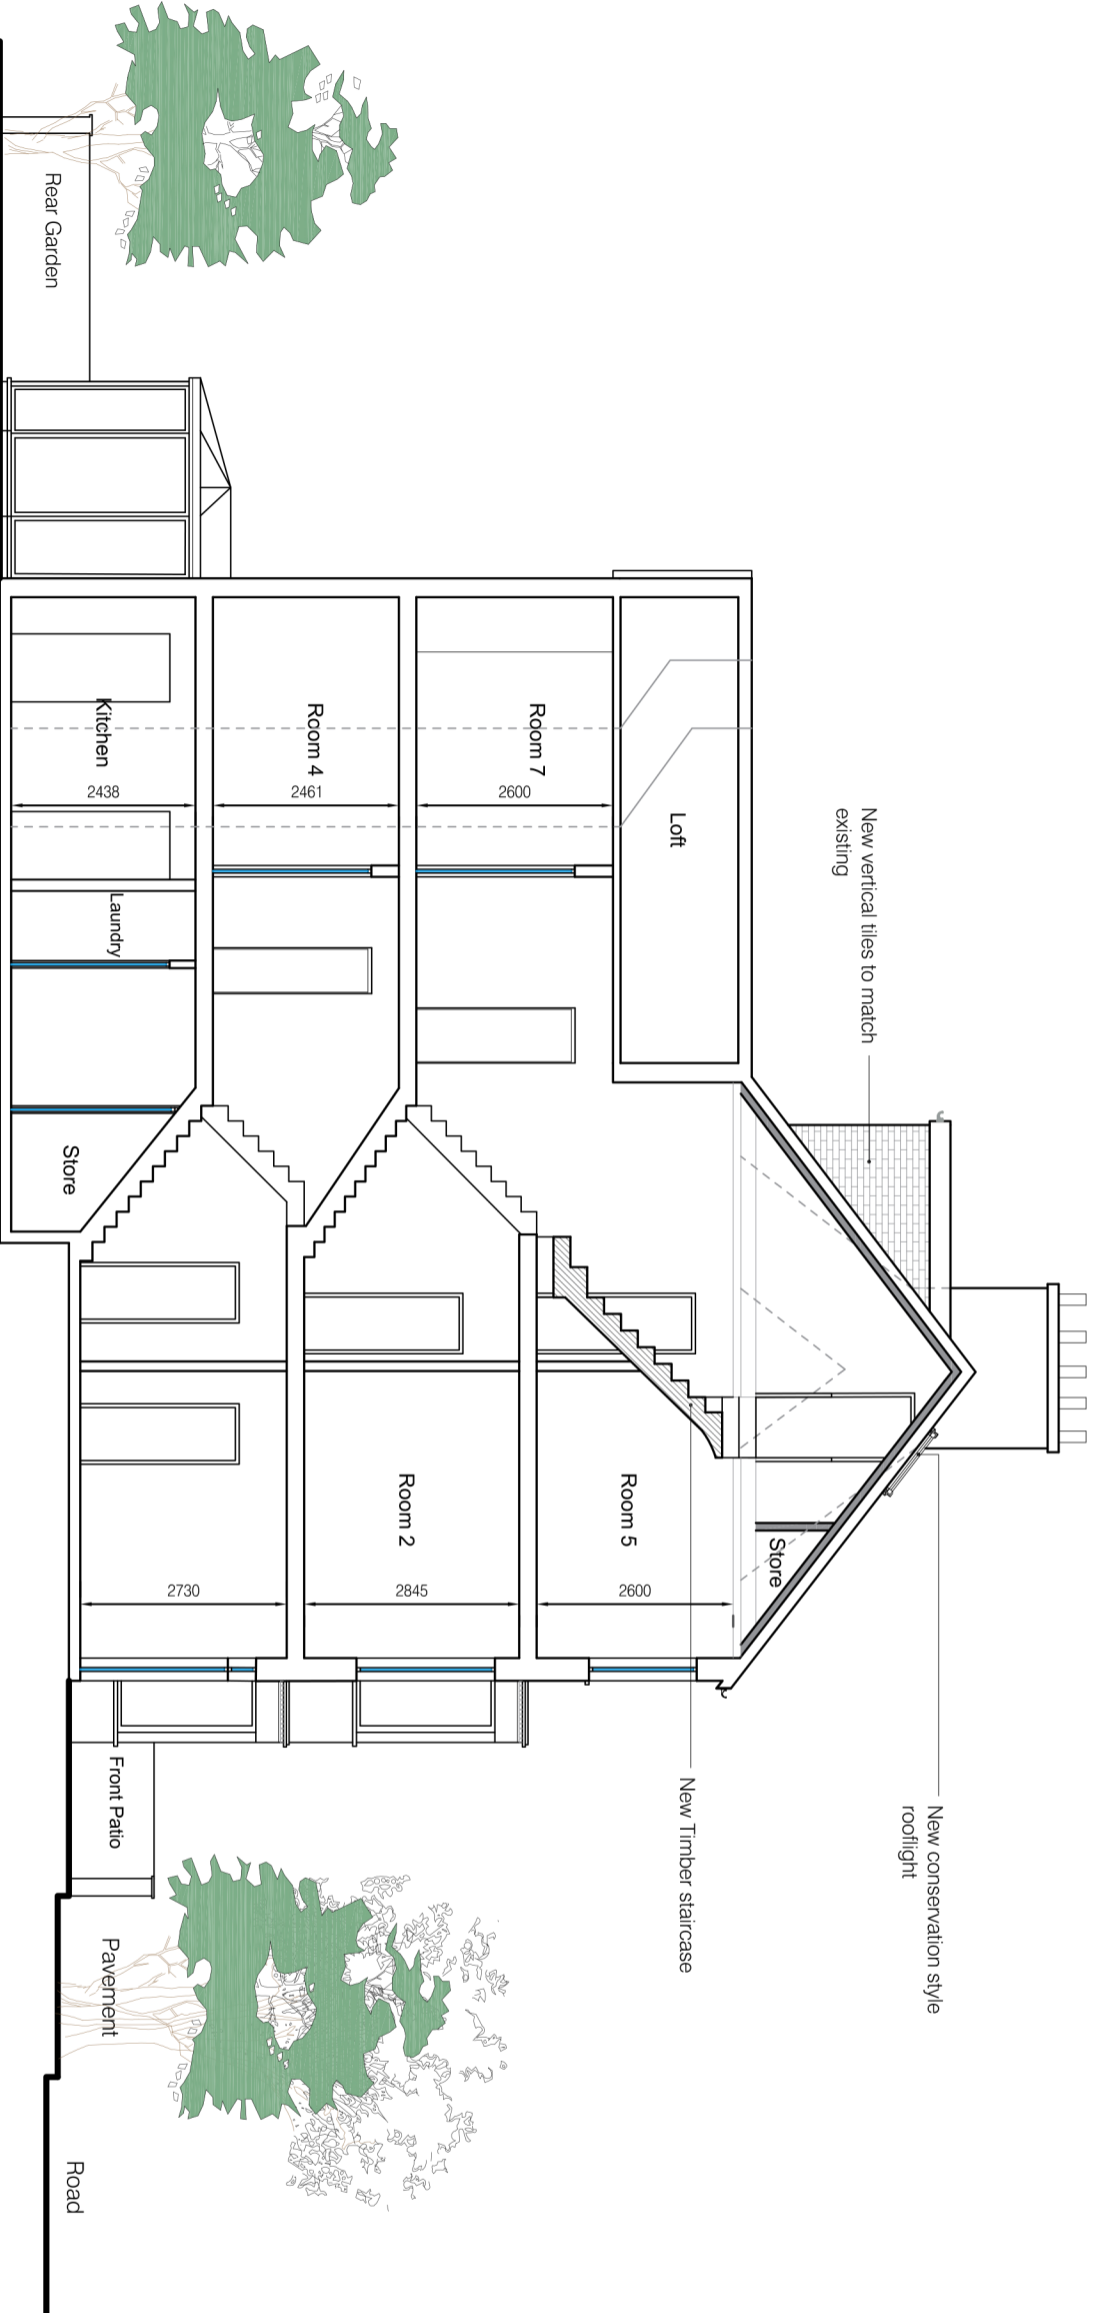 New conservation style
rooflight
New vertical tiles to match
existing
Store
New Timber staircase
Loft
Room 7
2600
Room 5
2600
Room 4
2461
Room 2
2845
Kitchen
2438
Laundry
Store
2730
Front Patio
Rear Garden
Pavement
Road